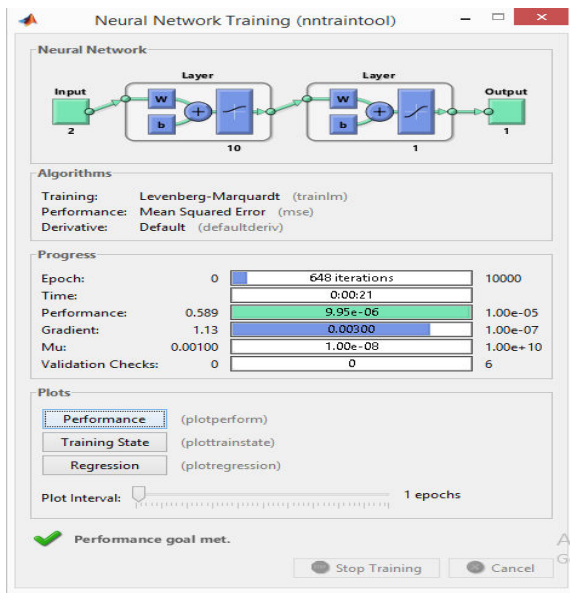 Neural Network Training (nntraintool)
Neural Network
Layer Layer
Input Output
W W
b b
2 10 1 1
Algorithms
Training: Levenberg-Marquardt (trainlm)
Performance: Mean Squared Error (mse)
Derivative: Default (defaultderiv)
Progress
Epoch: 0 648 iterations 10000
Time: 0:00:21
Performance: 0.589 9.95e-06 1.00e-05
Gradient: 1.13 0.00300 1.00e-07
Mu: 0.00100 1.00e-08 1.00e+10
Validation Checks: 0 0 6
Plots
Performance (plotperform)
Training State (plottrainstate)
Regression (plotregression)
Plot Interval: 1 epochs
Performance goal met.
A
Stop Training Cancel
G